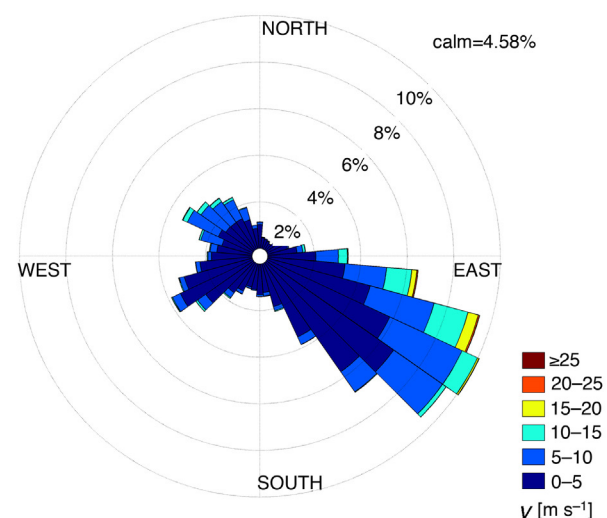 NORTH
calm=4.58%
10%
8%
6%
4%
2%
WEST
EAST
≥25
20–25
15–20
10–15
5–10
0–5
SOUTH
V [m s⁻¹]